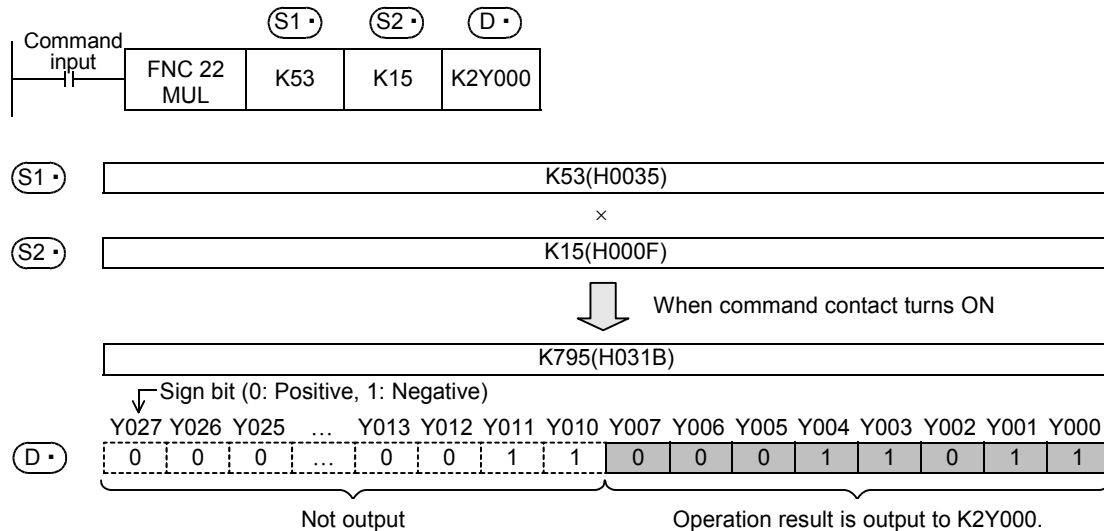 S1・ S2・ D・
Command
input
FNC 22
MUL
K53 K15 K2Y000
S1・ K53(H0035)
×
S2・ K15(H000F)
When command contact turns ON
K795(H031B)
Sign bit (0: Positive, 1: Negative)
Y027 Y026 Y025 … Y013 Y012 Y011 Y010 Y007 Y006 Y005 Y004 Y003 Y002 Y001 Y000
D・ 0 0 0 … 0 0 1 1 0 0 0 1 1 0 1 1
Not output Operation result is output to K2Y000.